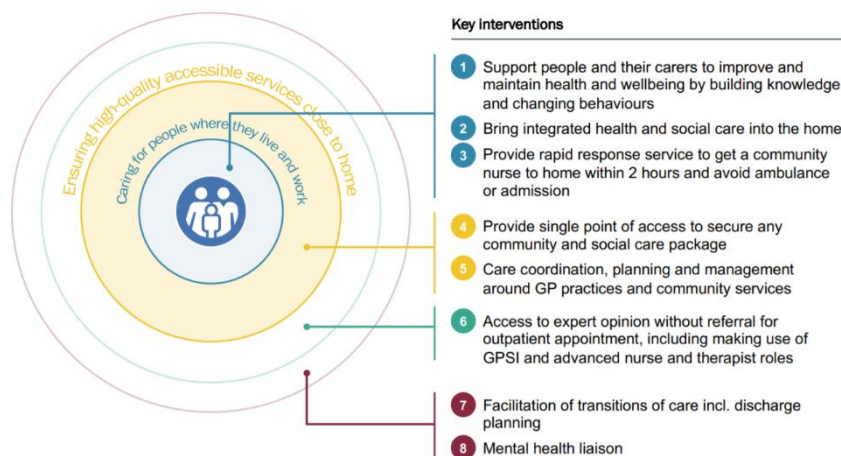 Key interventions
Ensuring high-quality accessible services close to home
Caring for people where they live and work
1 Support people and their carers to improve and
maintain health and wellbeing by building knowledge
and changing behaviours
2 Bring integrated health and social care into the home
3 Provide rapid response service to get a community
nurse to home within 2 hours and avoid ambulance
or admission
4 Provide single point of access to secure any
community and social care package
5 Care coordination, planning and management
around GP practices and community services
6 Access to expert opinion without referral for
outpatient appointment, including making use of
GPSI and advanced nurse and therapist roles
7 Facilitation of transitions of care incl. discharge
planning
8 Mental health liaison